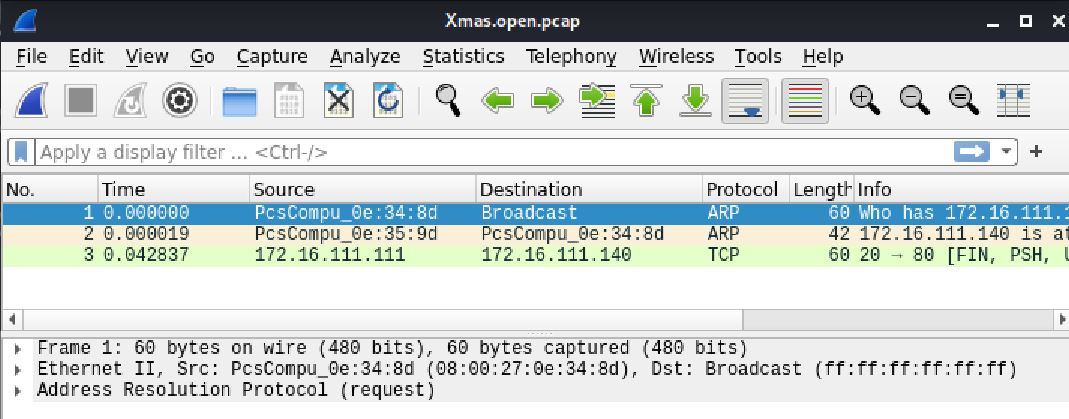 Xmas.open.pcap
File Edit View Go Capture Analyze Statistics Telephony Wireless Tools Help
Apply a display filter ... <Ctrl-/>
No. Time Source Destination Protocol Length Info
1 0.000000 PcsCompu_0e:34:8d Broadcast ARP 60 Who has 172.16.111.1
2 0.000019 PcsCompu_0e:35:9d PcsCompu_0e:34:8d ARP 42 172.16.111.140 is at
3 0.042837 172.16.111.111 172.16.111.140 TCP 60 20 → 80 [FIN, PSH, U
Frame 1: 60 bytes on wire (480 bits), 60 bytes captured (480 bits)
Ethernet II, Src: PcsCompu_0e:34:8d (08:00:27:0e:34:8d), Dst: Broadcast (ff:ff:ff:ff:ff:ff)
Address Resolution Protocol (request)